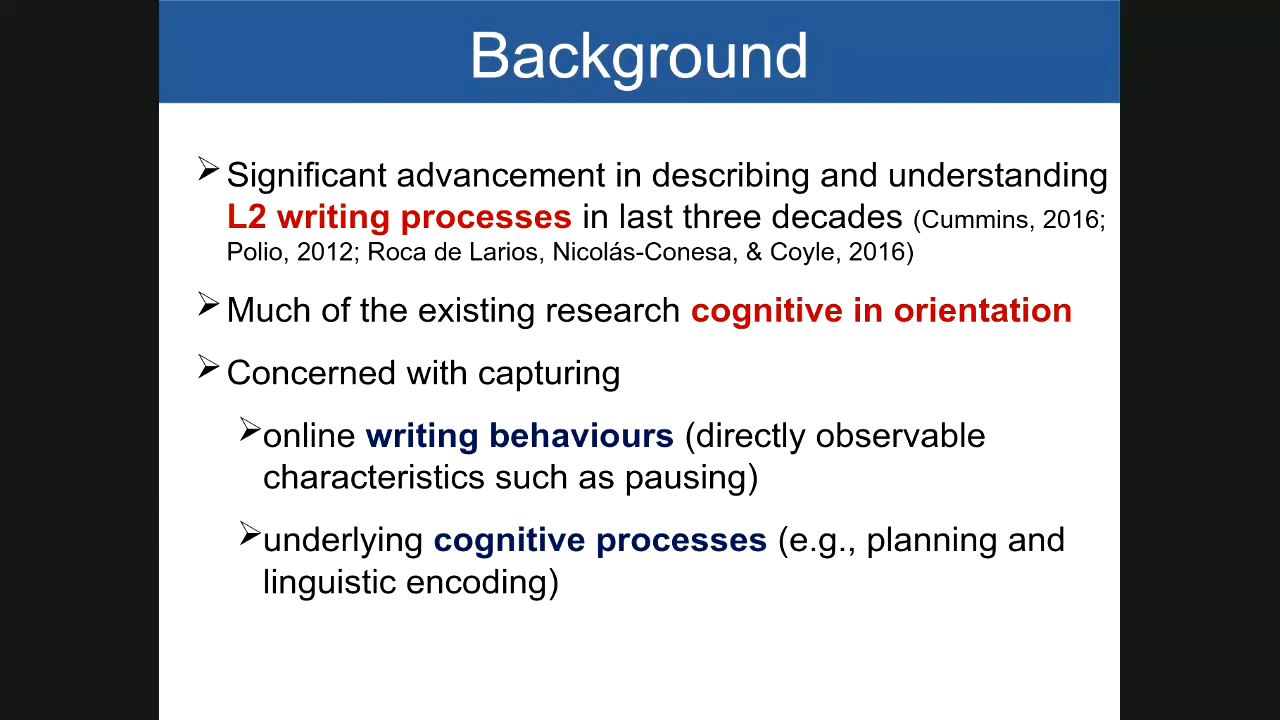 Background
➢Significant advancement in describing and understanding
L2 writing processes in last three decades (Cummins, 2016;
Polio, 2012; Roca de Larios, Nicolás-Conesa, & Coyle, 2016)
➢Much of the existing research cognitive in orientation
➢Concerned with capturing
➢online writing behaviours (directly observable
characteristics such as pausing)
➢underlying cognitive processes (e.g., planning and
linguistic encoding)